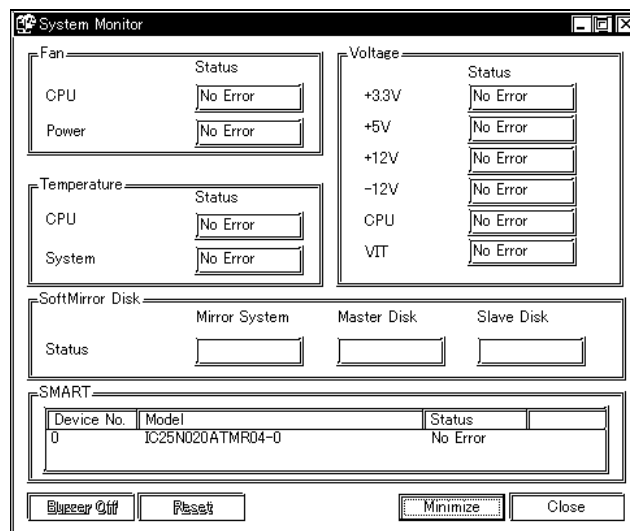 System Monitor
Fan
Status
CPU No Error
Power No Error
Temperature
Status
CPU No Error
System No Error
Voltage
Status
+3.3V No Error
+5V No Error
+12V No Error
-12V No Error
CPU No Error
VIT No Error
SoftMirror Disk
Mirror System Master Disk Slave Disk
Status
SMART
Device No. Model Status
0 IC25N020ATMR04-0 No Error
Buzzer Off Reset Minimize Close